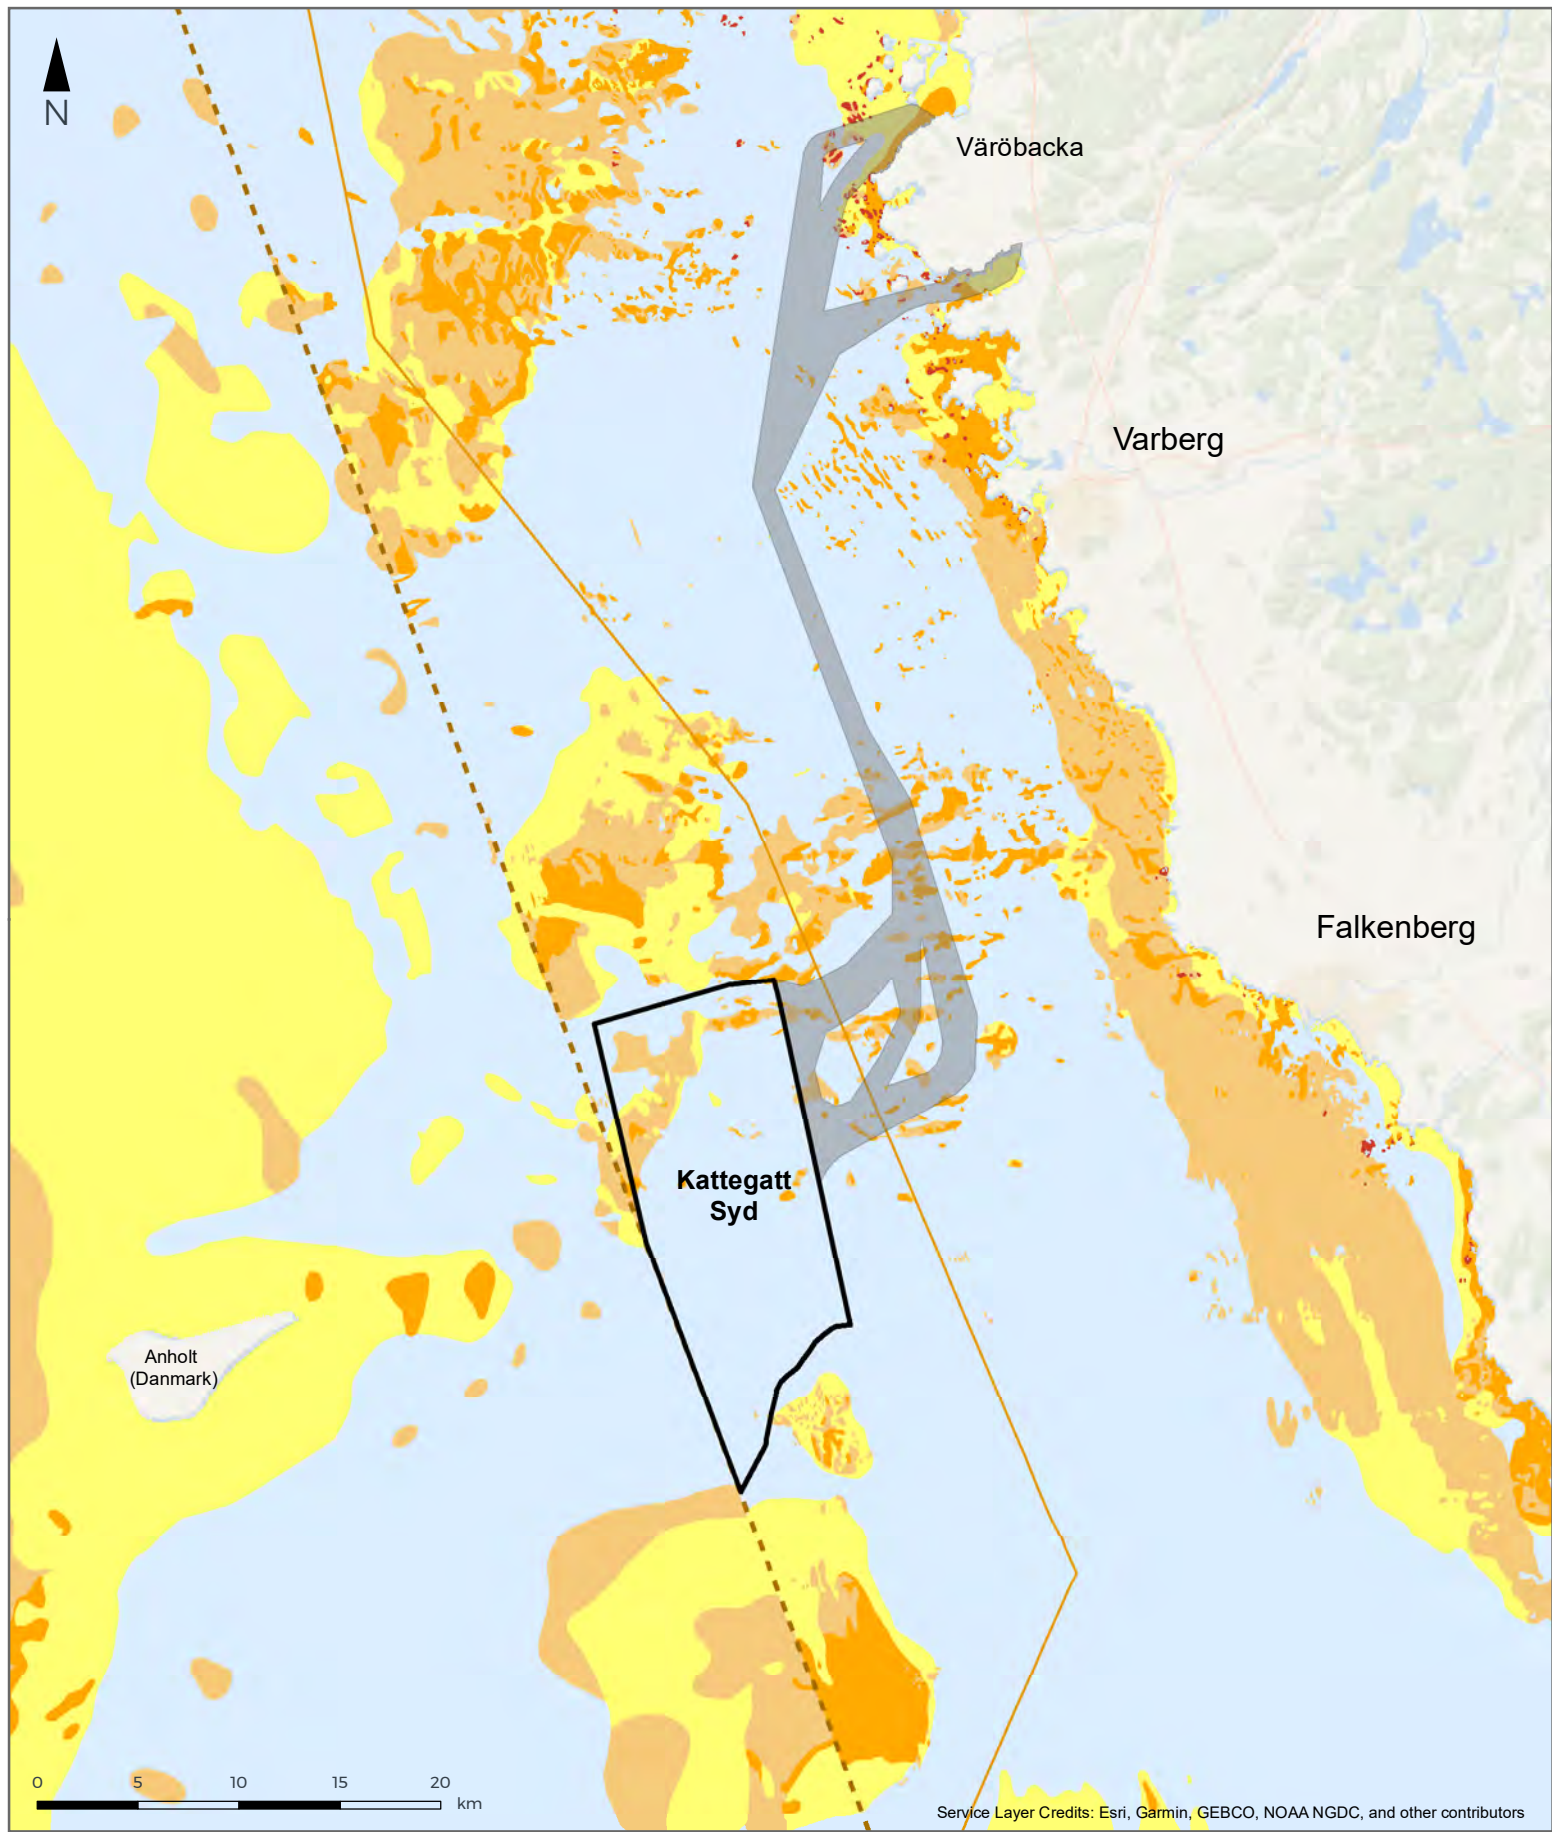 N
Väröbacka
Varberg
Falkenberg
Kattegatt
Syd
Anholt
(Danmark)
0 5 10 15 20
km
Service Layer Credits: Esri, Garmin, GEBCO, NOAA NGDC, and other contributors